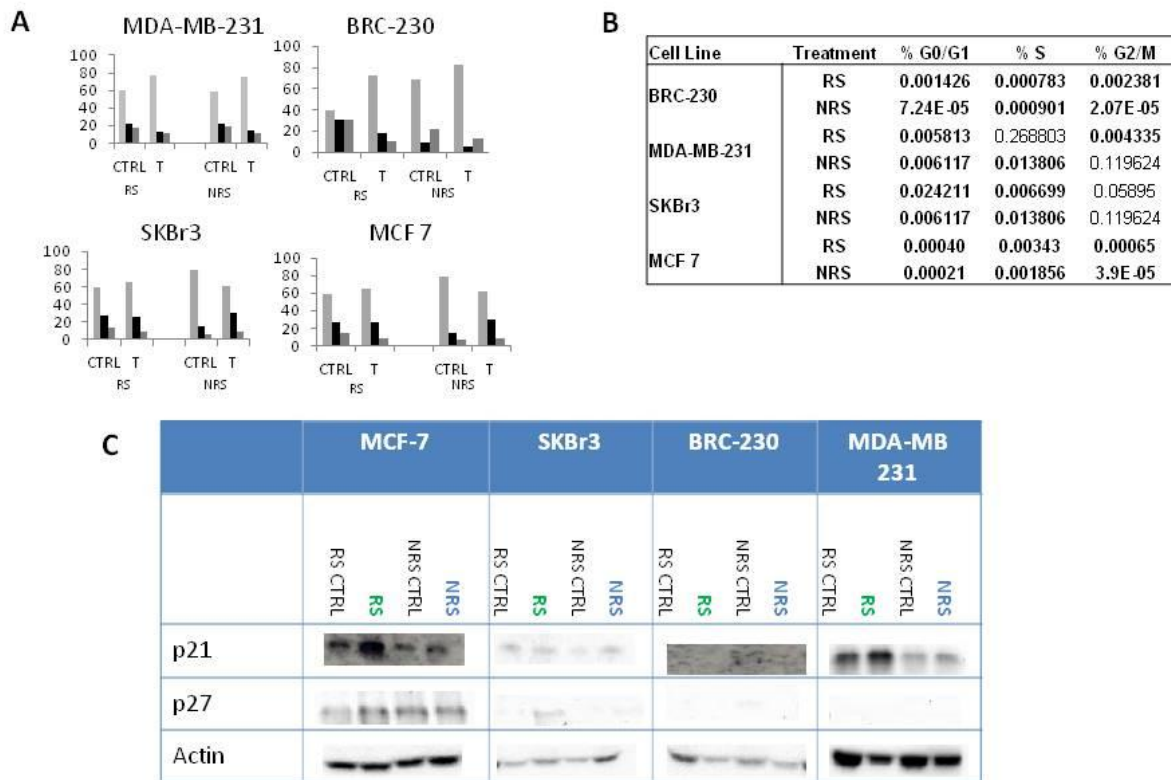 A
MDA-MB-231
100
80
60
40
20
0
CTRL T CTRL T
RS NRS
BRC-230
100
80
60
40
20
0
CTRL T CTRL T
RS NRS
SKBr3
100
80
60
40
20
0
CTRL T CTRL T
RS NRS
MCF 7
100
80
60
40
20
0
CTRL T CTRL T
RS NRS
B
Cell Line Treatment % G0/G1 % S % G2/M
BRC-230 RS 0.001426 0.000783 0.002381
NRS 7.24E-05 0.000901 2.07E-05
MDA-MB-231 RS 0.005813 0.268803 0.004335
NRS 0.006117 0.013806 0.119624
SKBr3 RS 0.024211 0.006699 0.05895
NRS 0.006117 0.013806 0.119624
MCF 7 RS 0.00040 0.00343 0.00065
NRS 0.00021 0.001856 3.9E-05
C
MCF-7 SKBr3 BRC-230 MDA-MB
231
RS CTRL RS NRS CTRL NRS RS CTRL RS NRS CTRL NRS RS CTRL RS NRS CTRL NRS RS CTRL RS NRS CTRL NRS
p21
p27
Actin